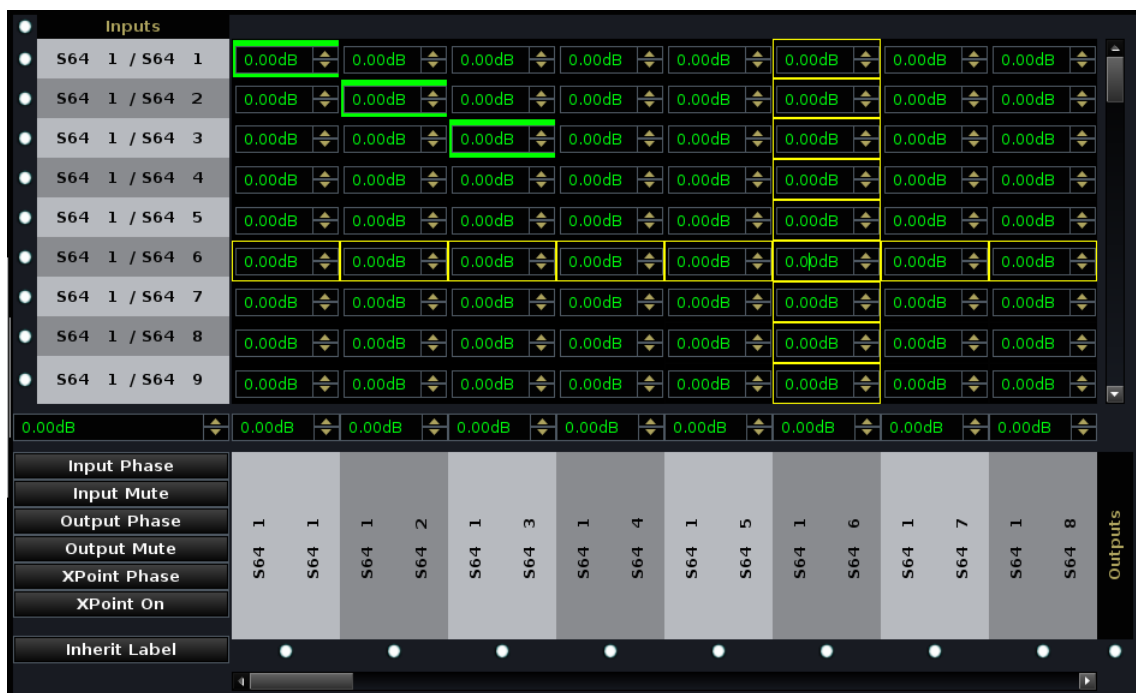 Inputs
S64 1 / S64 1 0.00dB 0.00dB 0.00dB 0.00dB 0.00dB 0.00dB 0.00dB 0.00dB
S64 1 / S64 2 0.00dB 0.00dB 0.00dB 0.00dB 0.00dB 0.00dB 0.00dB 0.00dB
S64 1 / S64 3 0.00dB 0.00dB 0.00dB 0.00dB 0.00dB 0.00dB 0.00dB 0.00dB
S64 1 / S64 4 0.00dB 0.00dB 0.00dB 0.00dB 0.00dB 0.00dB 0.00dB 0.00dB
S64 1 / S64 5 0.00dB 0.00dB 0.00dB 0.00dB 0.00dB 0.00dB 0.00dB 0.00dB
S64 1 / S64 6 0.00dB 0.00dB 0.00dB 0.00dB 0.00dB 0.00dB 0.00dB 0.00dB
S64 1 / S64 7 0.00dB 0.00dB 0.00dB 0.00dB 0.00dB 0.00dB 0.00dB 0.00dB
S64 1 / S64 8 0.00dB 0.00dB 0.00dB 0.00dB 0.00dB 0.00dB 0.00dB 0.00dB
S64 1 / S64 9 0.00dB 0.00dB 0.00dB 0.00dB 0.00dB 0.00dB 0.00dB 0.00dB
0.00dB 0.00dB 0.00dB 0.00dB 0.00dB 0.00dB 0.00dB 0.00dB 0.00dB
Input Phase
Input Mute
Output Phase
Output Mute
XPoint Phase
XPoint On
Inherit Label
S64 1
S64 1
S64 1
S64 2
S64 1
S64 3
S64 1
S64 4
S64 1
S64 5
S64 1
S64 6
S64 1
S64 7
S64 1
S64 8
Outputs